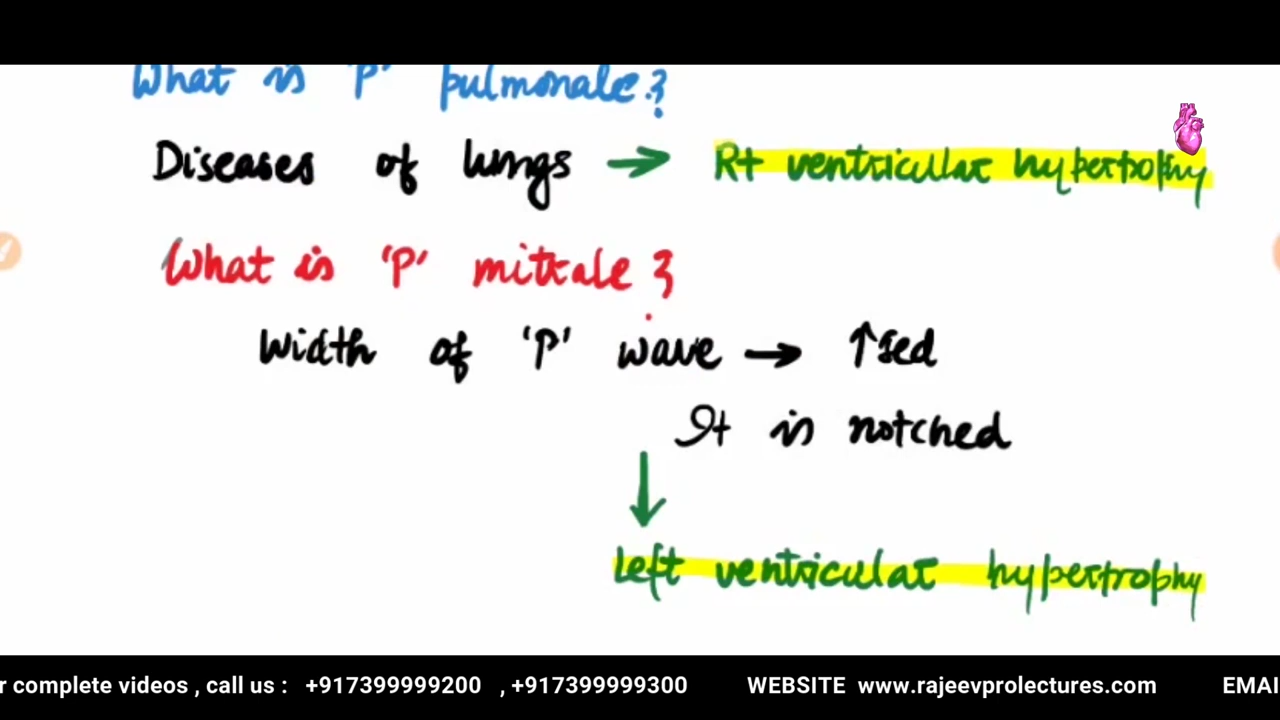 What is 'P' pulmonale?
Diseases of lungs → Rt ventricular hypertrophy
What is 'P' mitrale ?
Width of 'P' wave → ↑sed
It is notched
↓
Left ventricular hypertrophy
r complete videos , call us : +917399999200 , +917399999300 WEBSITE www.rajeevprolectures.com EMAI